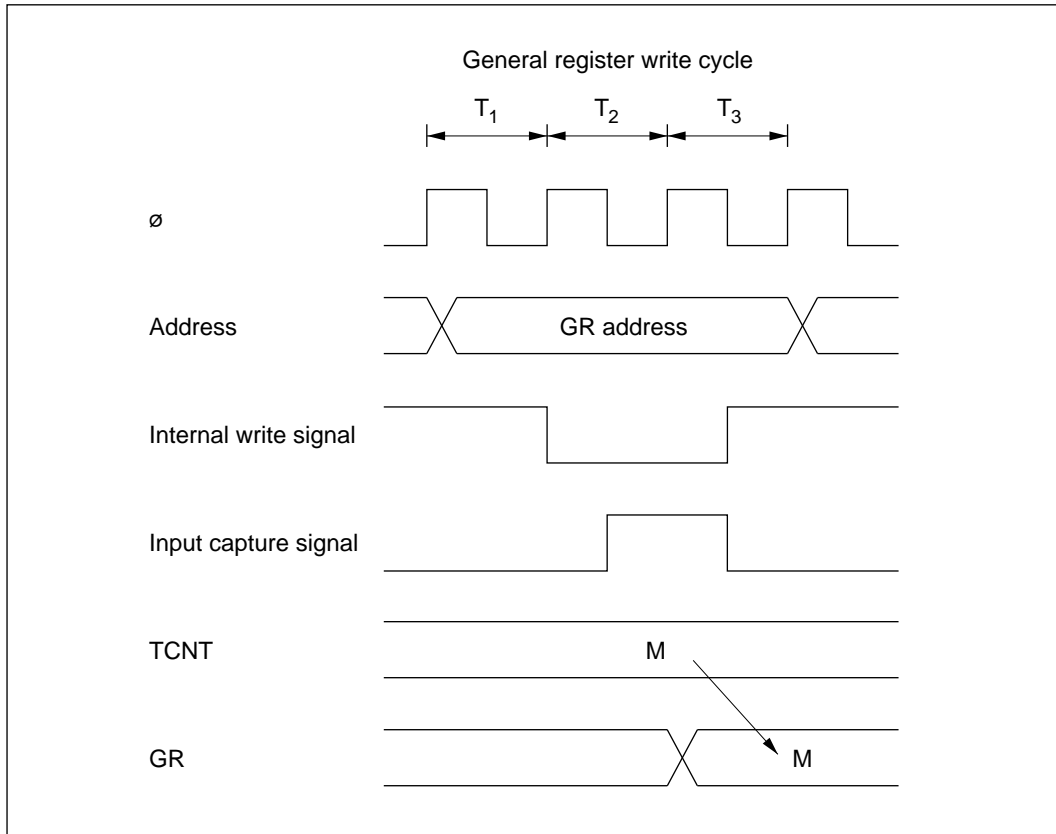 General register write cycle
T1 T2 T3
ø
Address GR address
Internal write signal
Input capture signal
TCNT M
GR M